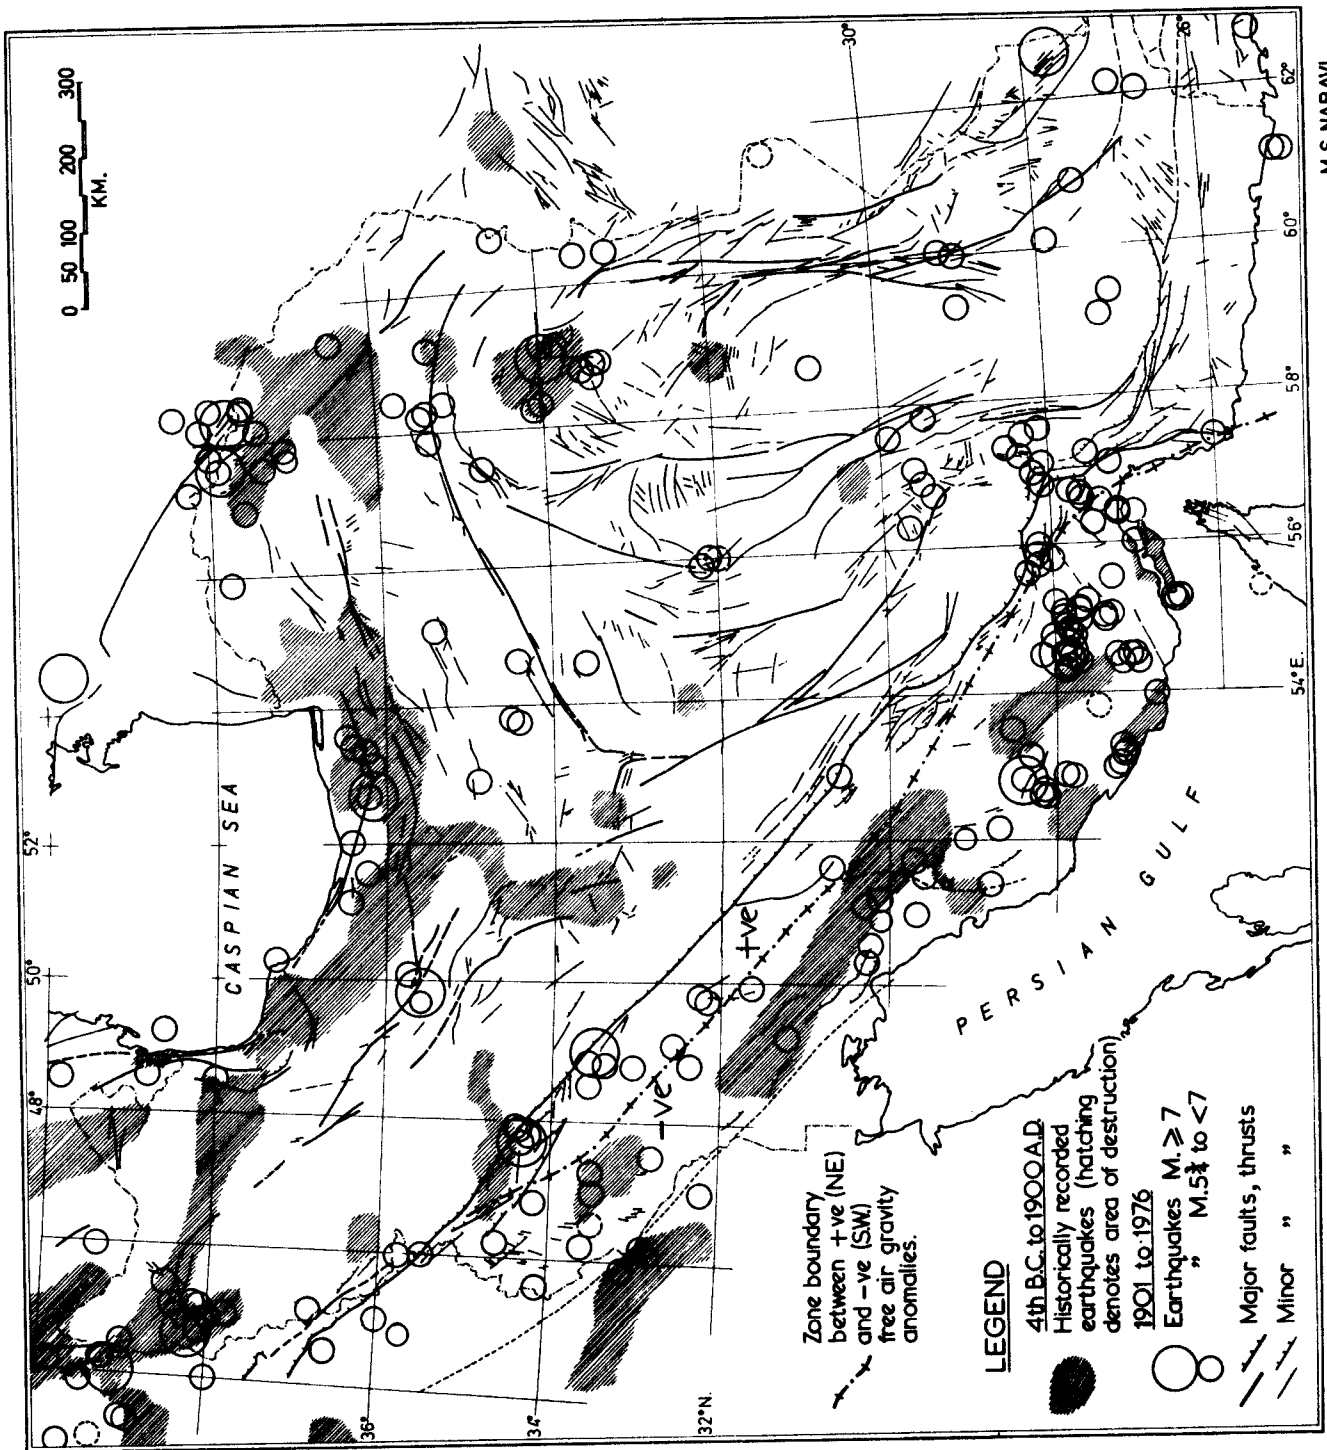 0 50 100 200 300
KM.
CASPIAN SEA
PERSIAN GULF
+ve
-ve
48°
50°
52°
54°E.
56°
58°
60°
62°
36°
34°
32°N.
30°
26°
Zone boundary
between +ve (NE)
and -ve (S.W.)
free air gravity
anomalies.
LEGEND
4th B.C. to 1900 A.D.
Historically recorded
earthquakes (hatching
denotes area of destruction)
1901 to 1976
Earthquakes M. ⩾ 7
" M.5¾ to <7
Major faults, thrusts
Minor " "